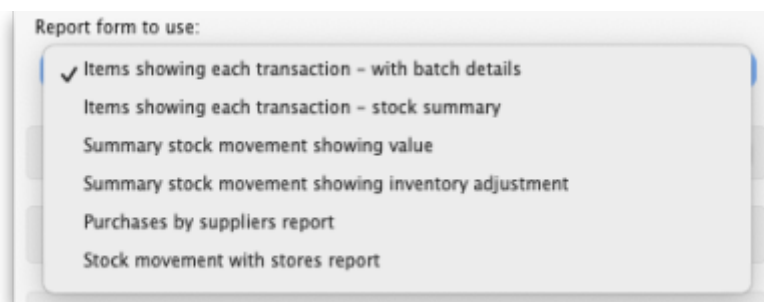 Report form to use:
✓ Items showing each transaction – with batch details
Items showing each transaction – stock summary
Summary stock movement showing value
Summary stock movement showing inventory adjustment
Purchases by suppliers report
Stock movement with stores report